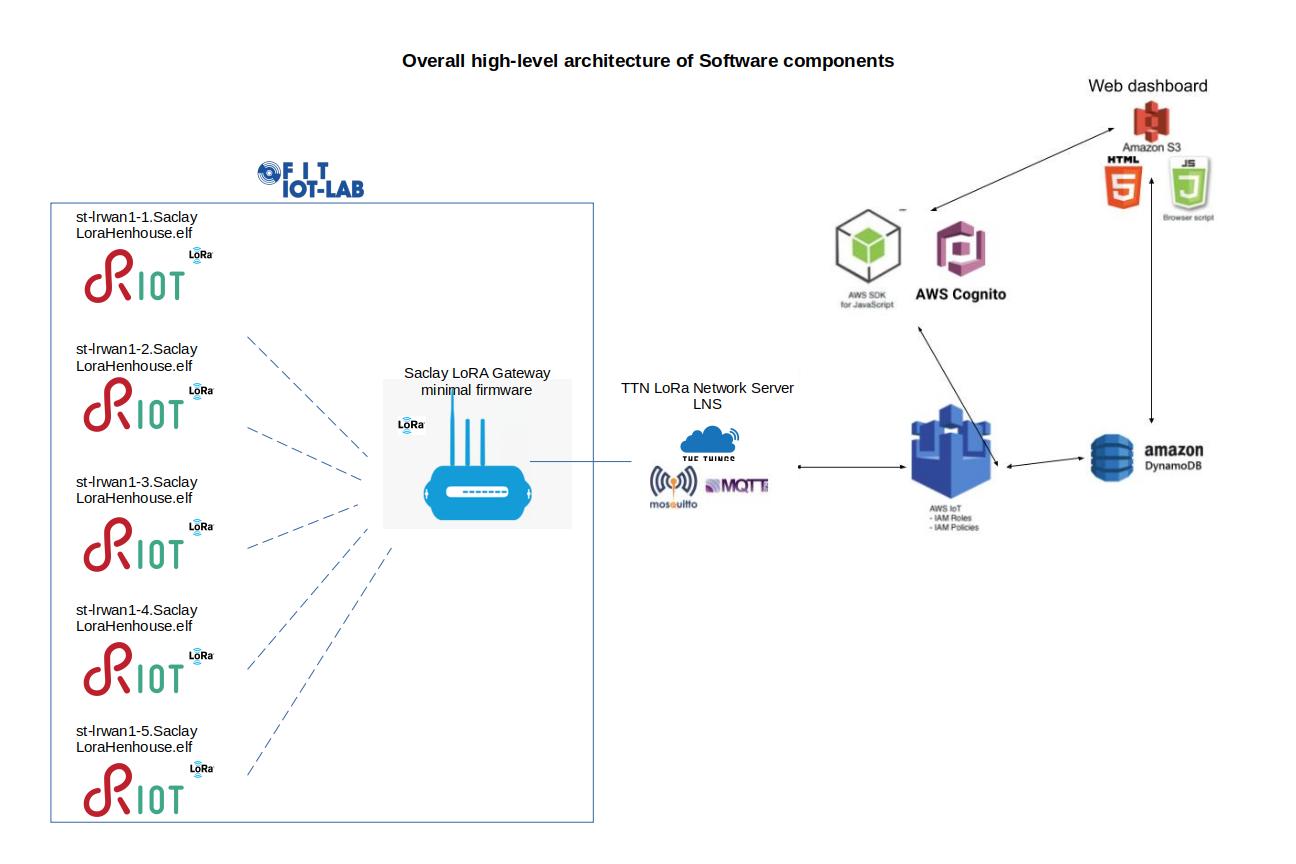 Overall high-level architecture of Software components
Web dashboard
Amazon S3
HTML
5
JS
J
Browser script
FIT
IOT-LAB
st-lrwan1-1.Saclay
LoraHenhouse.elf
LoRa
RIOT
st-lrwan1-2.Saclay
LoraHenhouse.elf
LoRa
RIOT
st-lrwan1-3.Saclay
LoraHenhouse.elf
LoRa
RIOT
st-lrwan1-4.Saclay
LoraHenhouse.elf
LoRa
RIOT
st-lrwan1-5.Saclay
LoraHenhouse.elf
LoRa
RIOT
Saclay LoRA Gateway
minimal firmware
LoRa
TTN LoRa Network Server
LNS
THE THINGS
mosquitto
MQTT
AWS SDK
for JavaScript
AWS Cognito
AWS IoT
- IAM Roles
- IAM Policies
amazon
DynamoDB